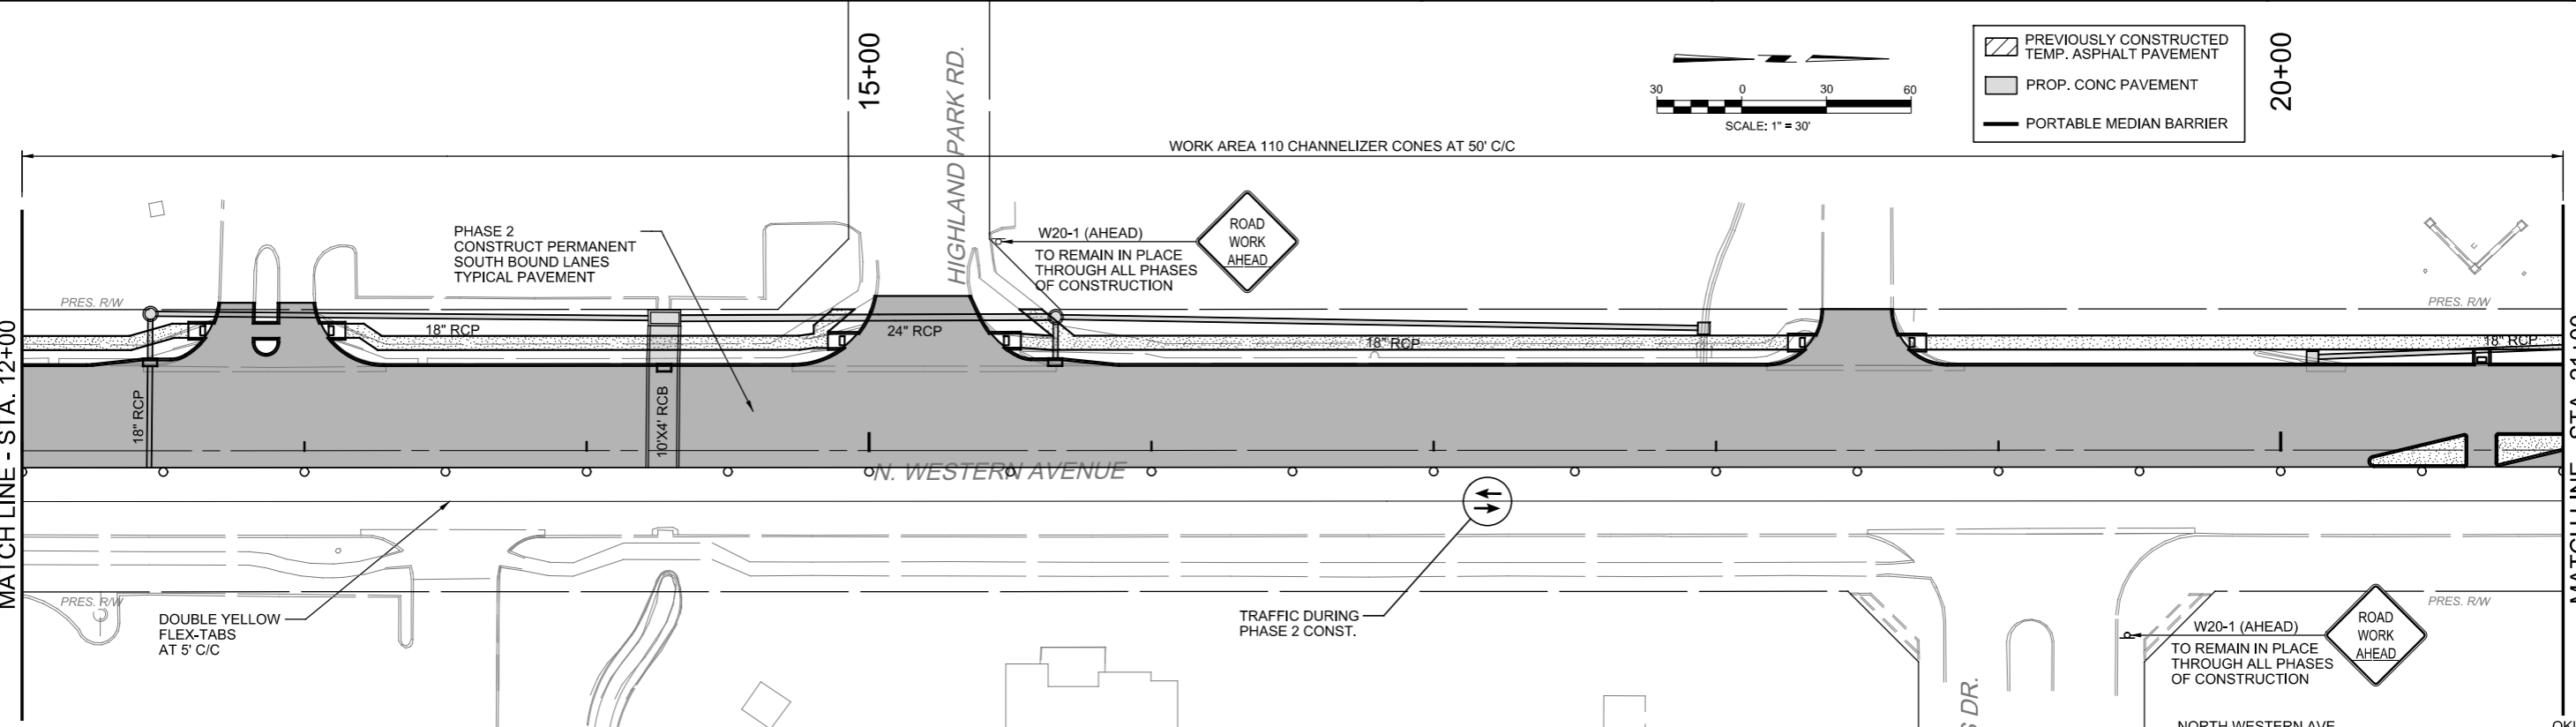 15+00
HIGHLAND PARK RD.
30 0 30 60
SCALE: 1" = 30'
PREVIOUSLY CONSTRUCTED
TEMP. ASPHALT PAVEMENT
PROP. CONC PAVEMENT
PORTABLE MEDIAN BARRIER
20+00
WORK AREA 110 CHANNELIZER CONES AT 50' C/C
PHASE 2
CONSTRUCT PERMANENT
SOUTH BOUND LANES
TYPICAL PAVEMENT
W20-1 (AHEAD)
TO REMAIN IN PLACE
THROUGH ALL PHASES
OF CONSTRUCTION
ROAD
WORK
AHEAD
PRES. R/W
PRES. R/W
MATCH LINE - STA. 12+00
18" RCP
24" RCP
18" RCP
18" RCP
18" RCP
10'X4' RCB
E
N. WESTERN AVENUE
PRES. R/W
DOUBLE YELLOW
FLEX-TABS
AT 5' C/C
TRAFFIC DURING
PHASE 2 CONST.
PRES. R/W
W20-1 (AHEAD)
TO REMAIN IN PLACE
THROUGH ALL PHASES
OF CONSTRUCTION
ROAD
WORK
AHEAD
S DR.
NORTH WESTERN AVE